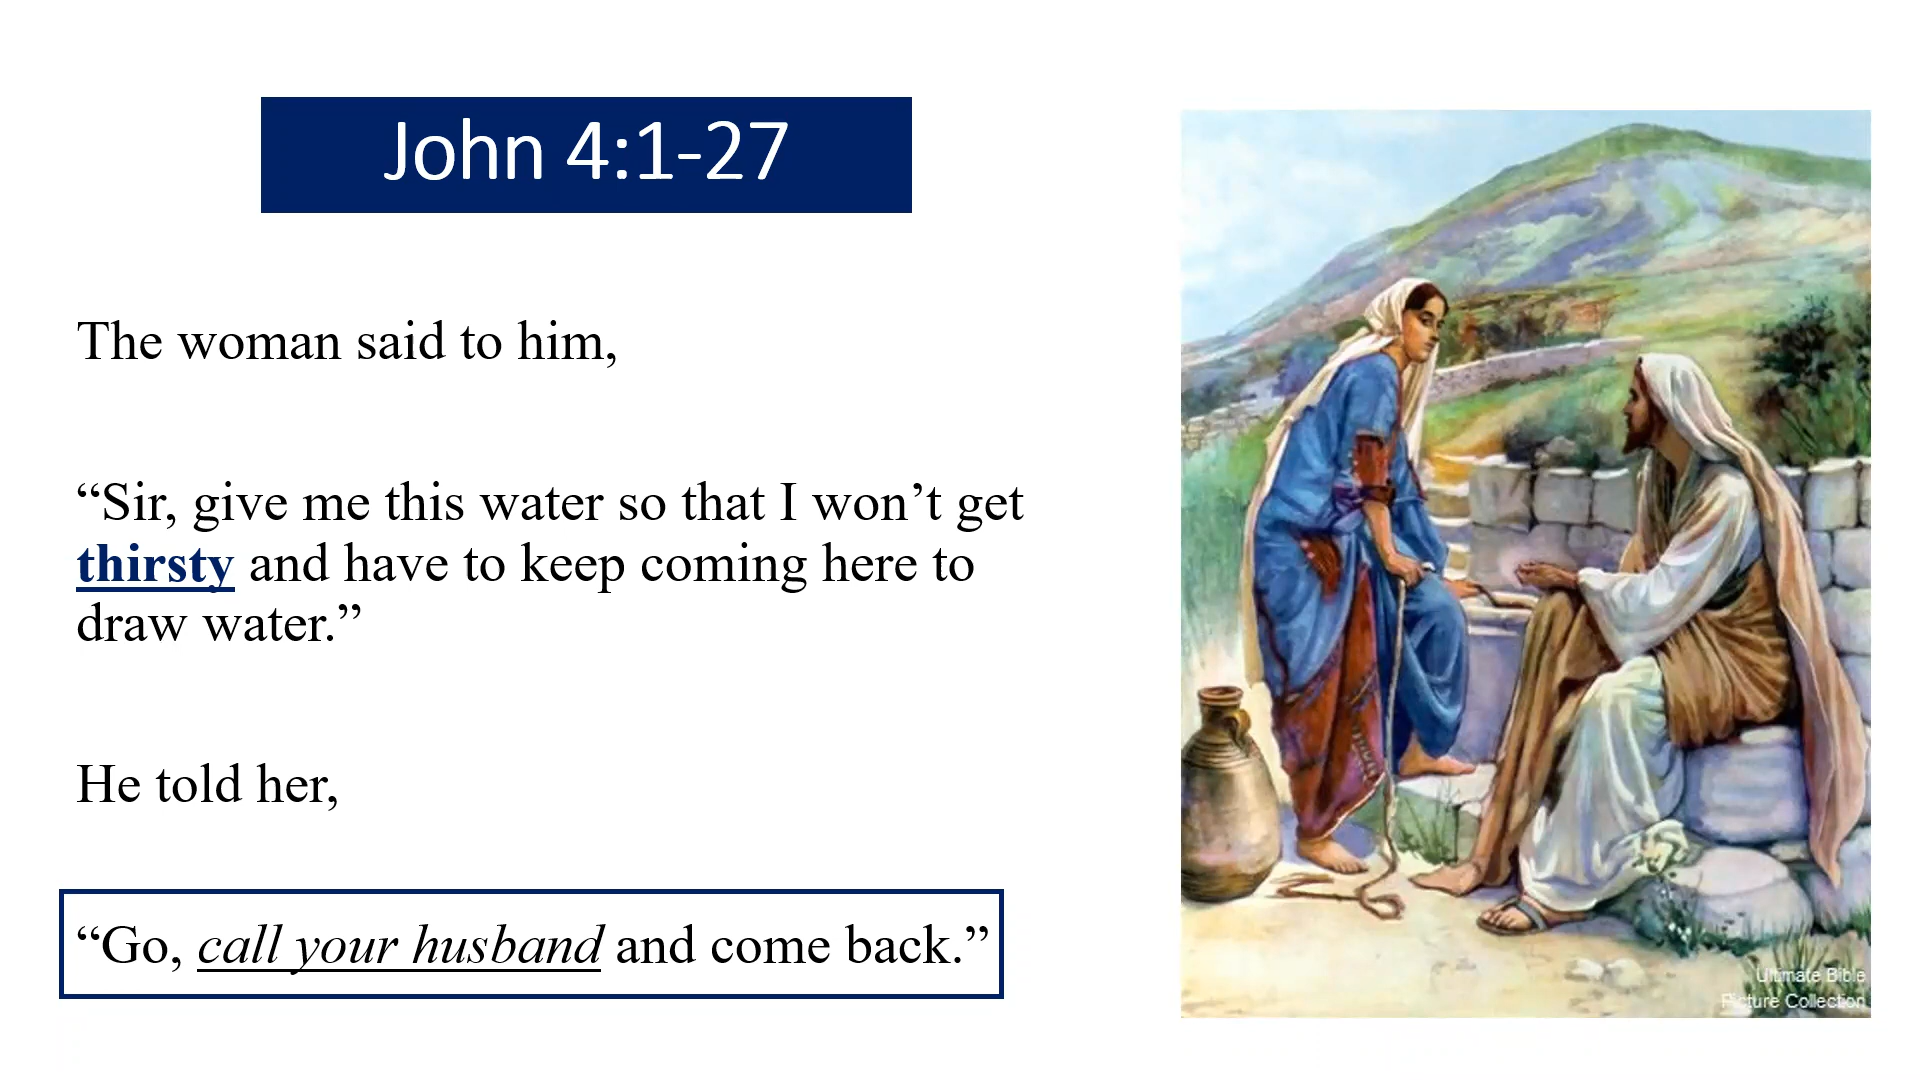 John 4:1-27
The woman said to him,
“Sir, give me this water so that I won’t get
thirsty and have to keep coming here to
draw water.”
He told her,
“Go, call your husband and come back.”
Ultimate Bible
Picture Collection